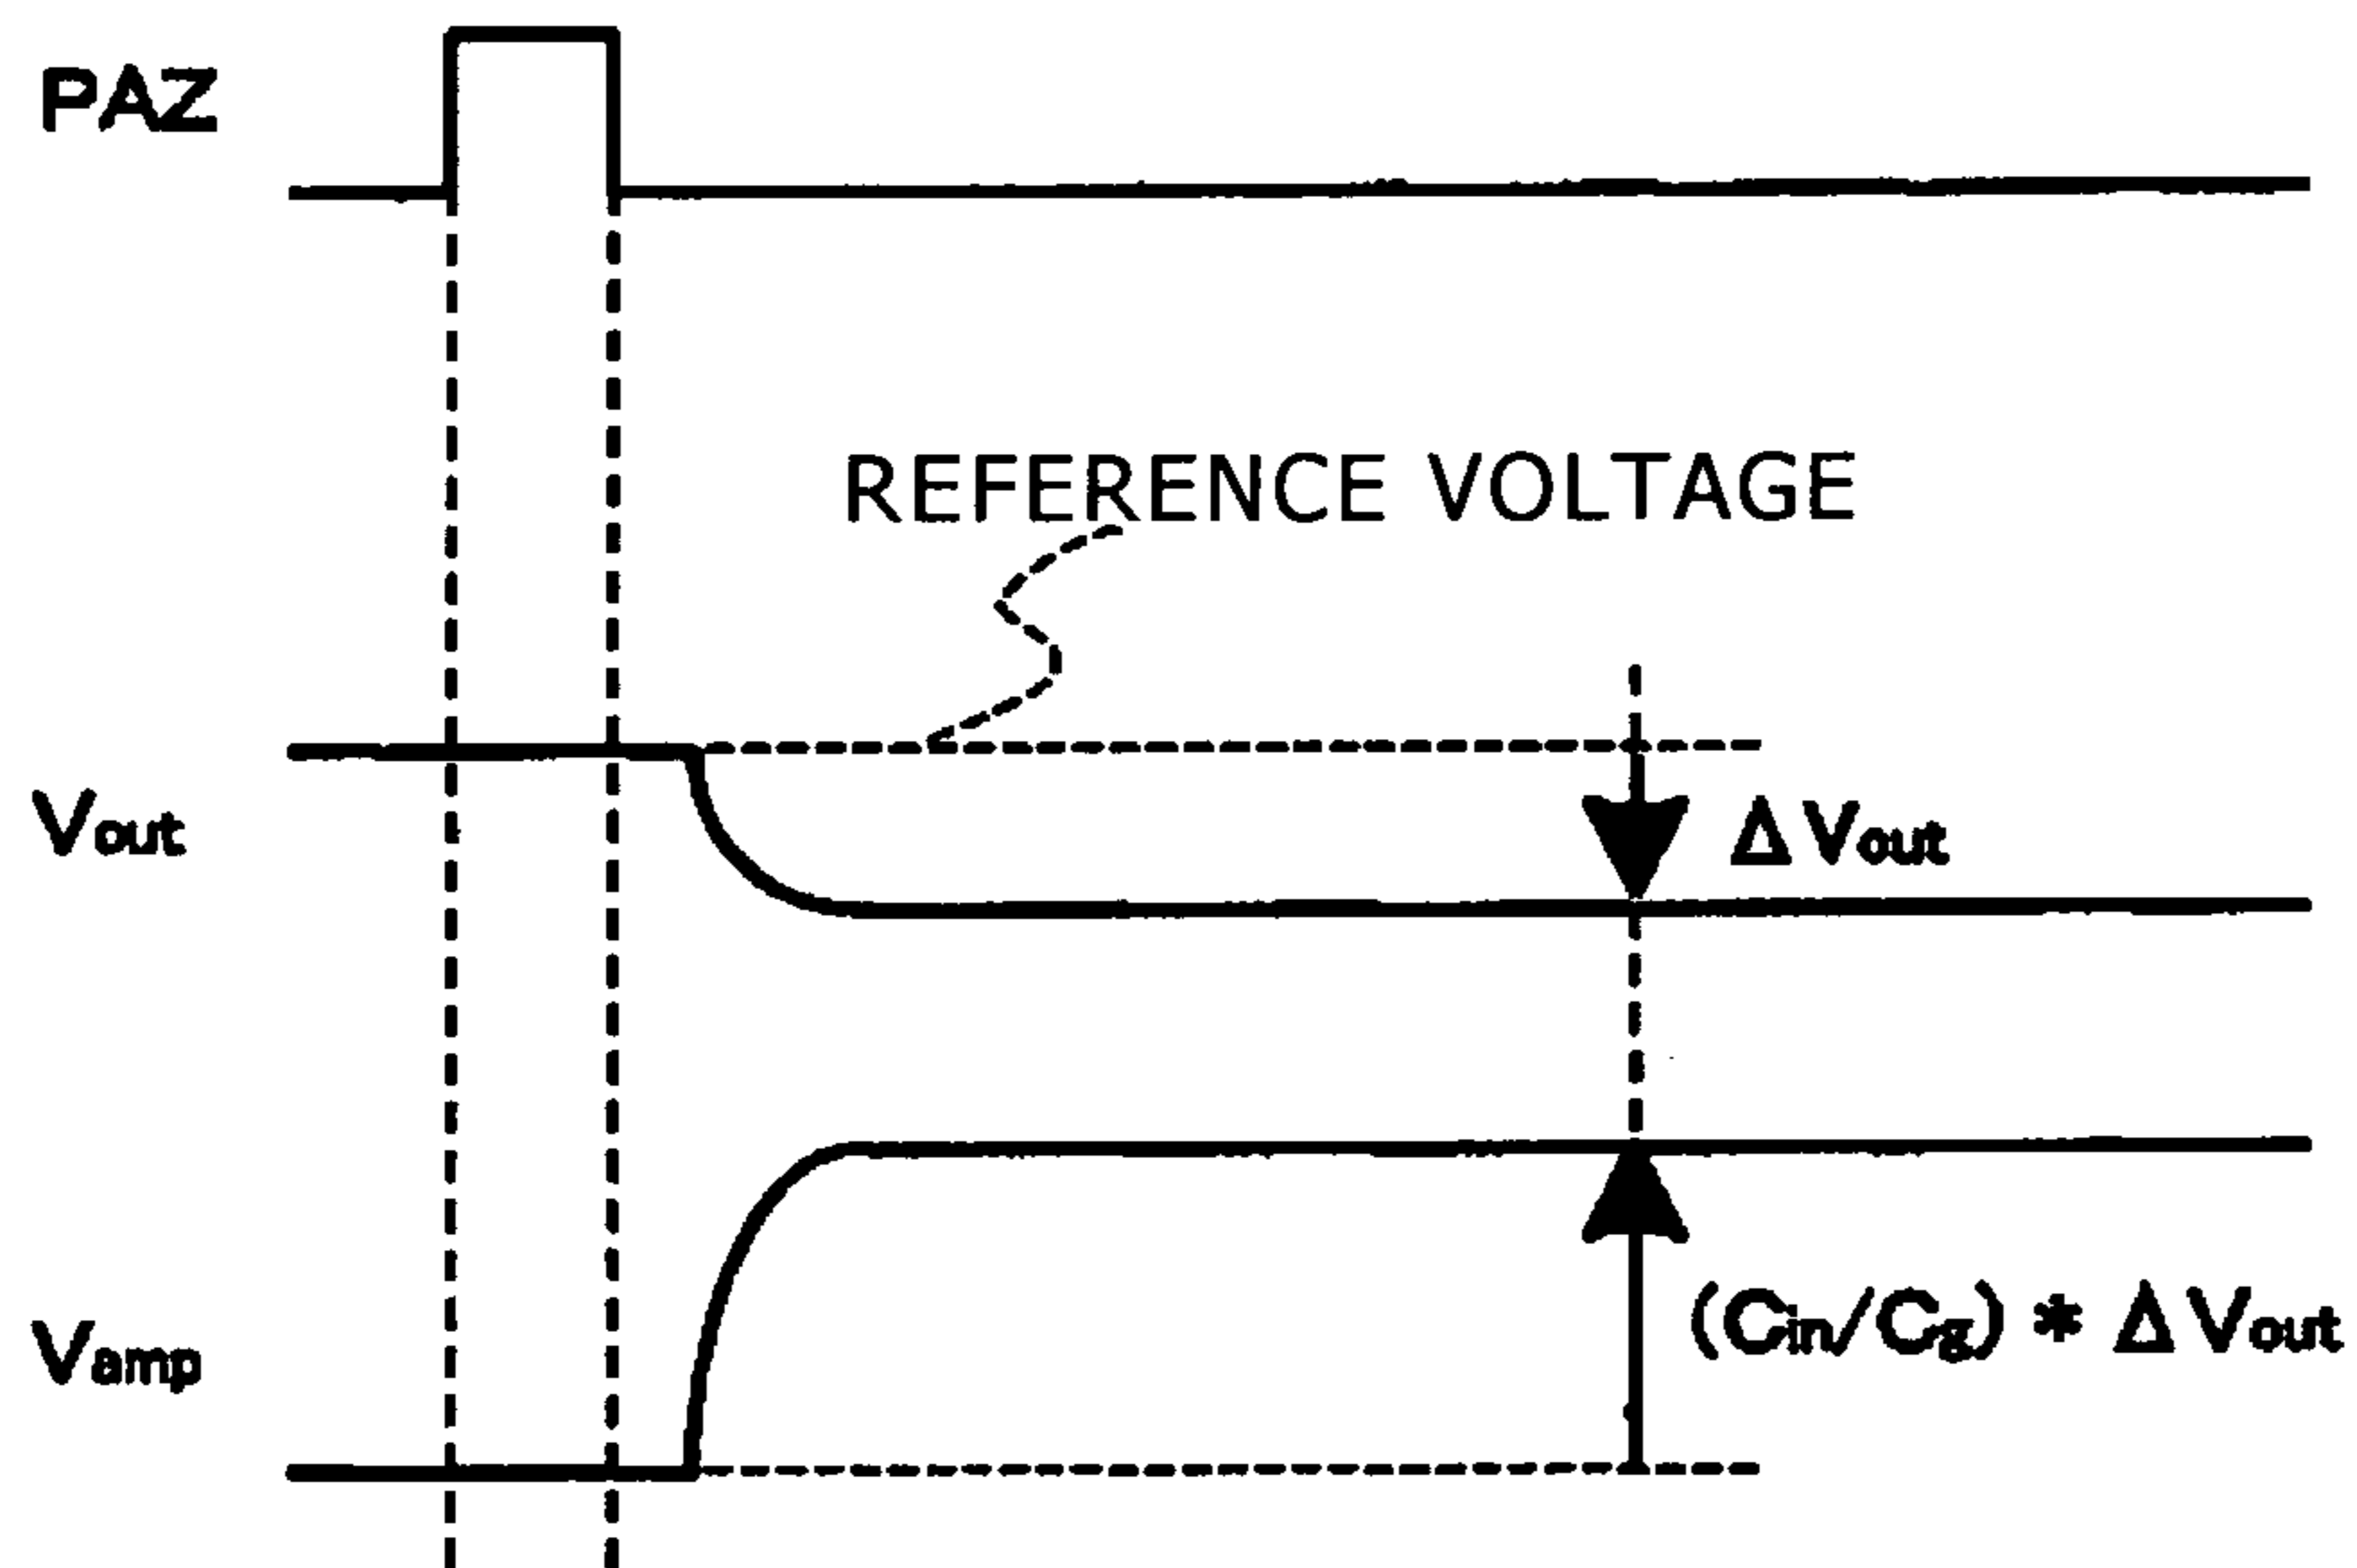 PAZ
REFERENCE VOLTAGE
Vout
ΔVout
Vamp
(Cin/Cg) * ΔVout